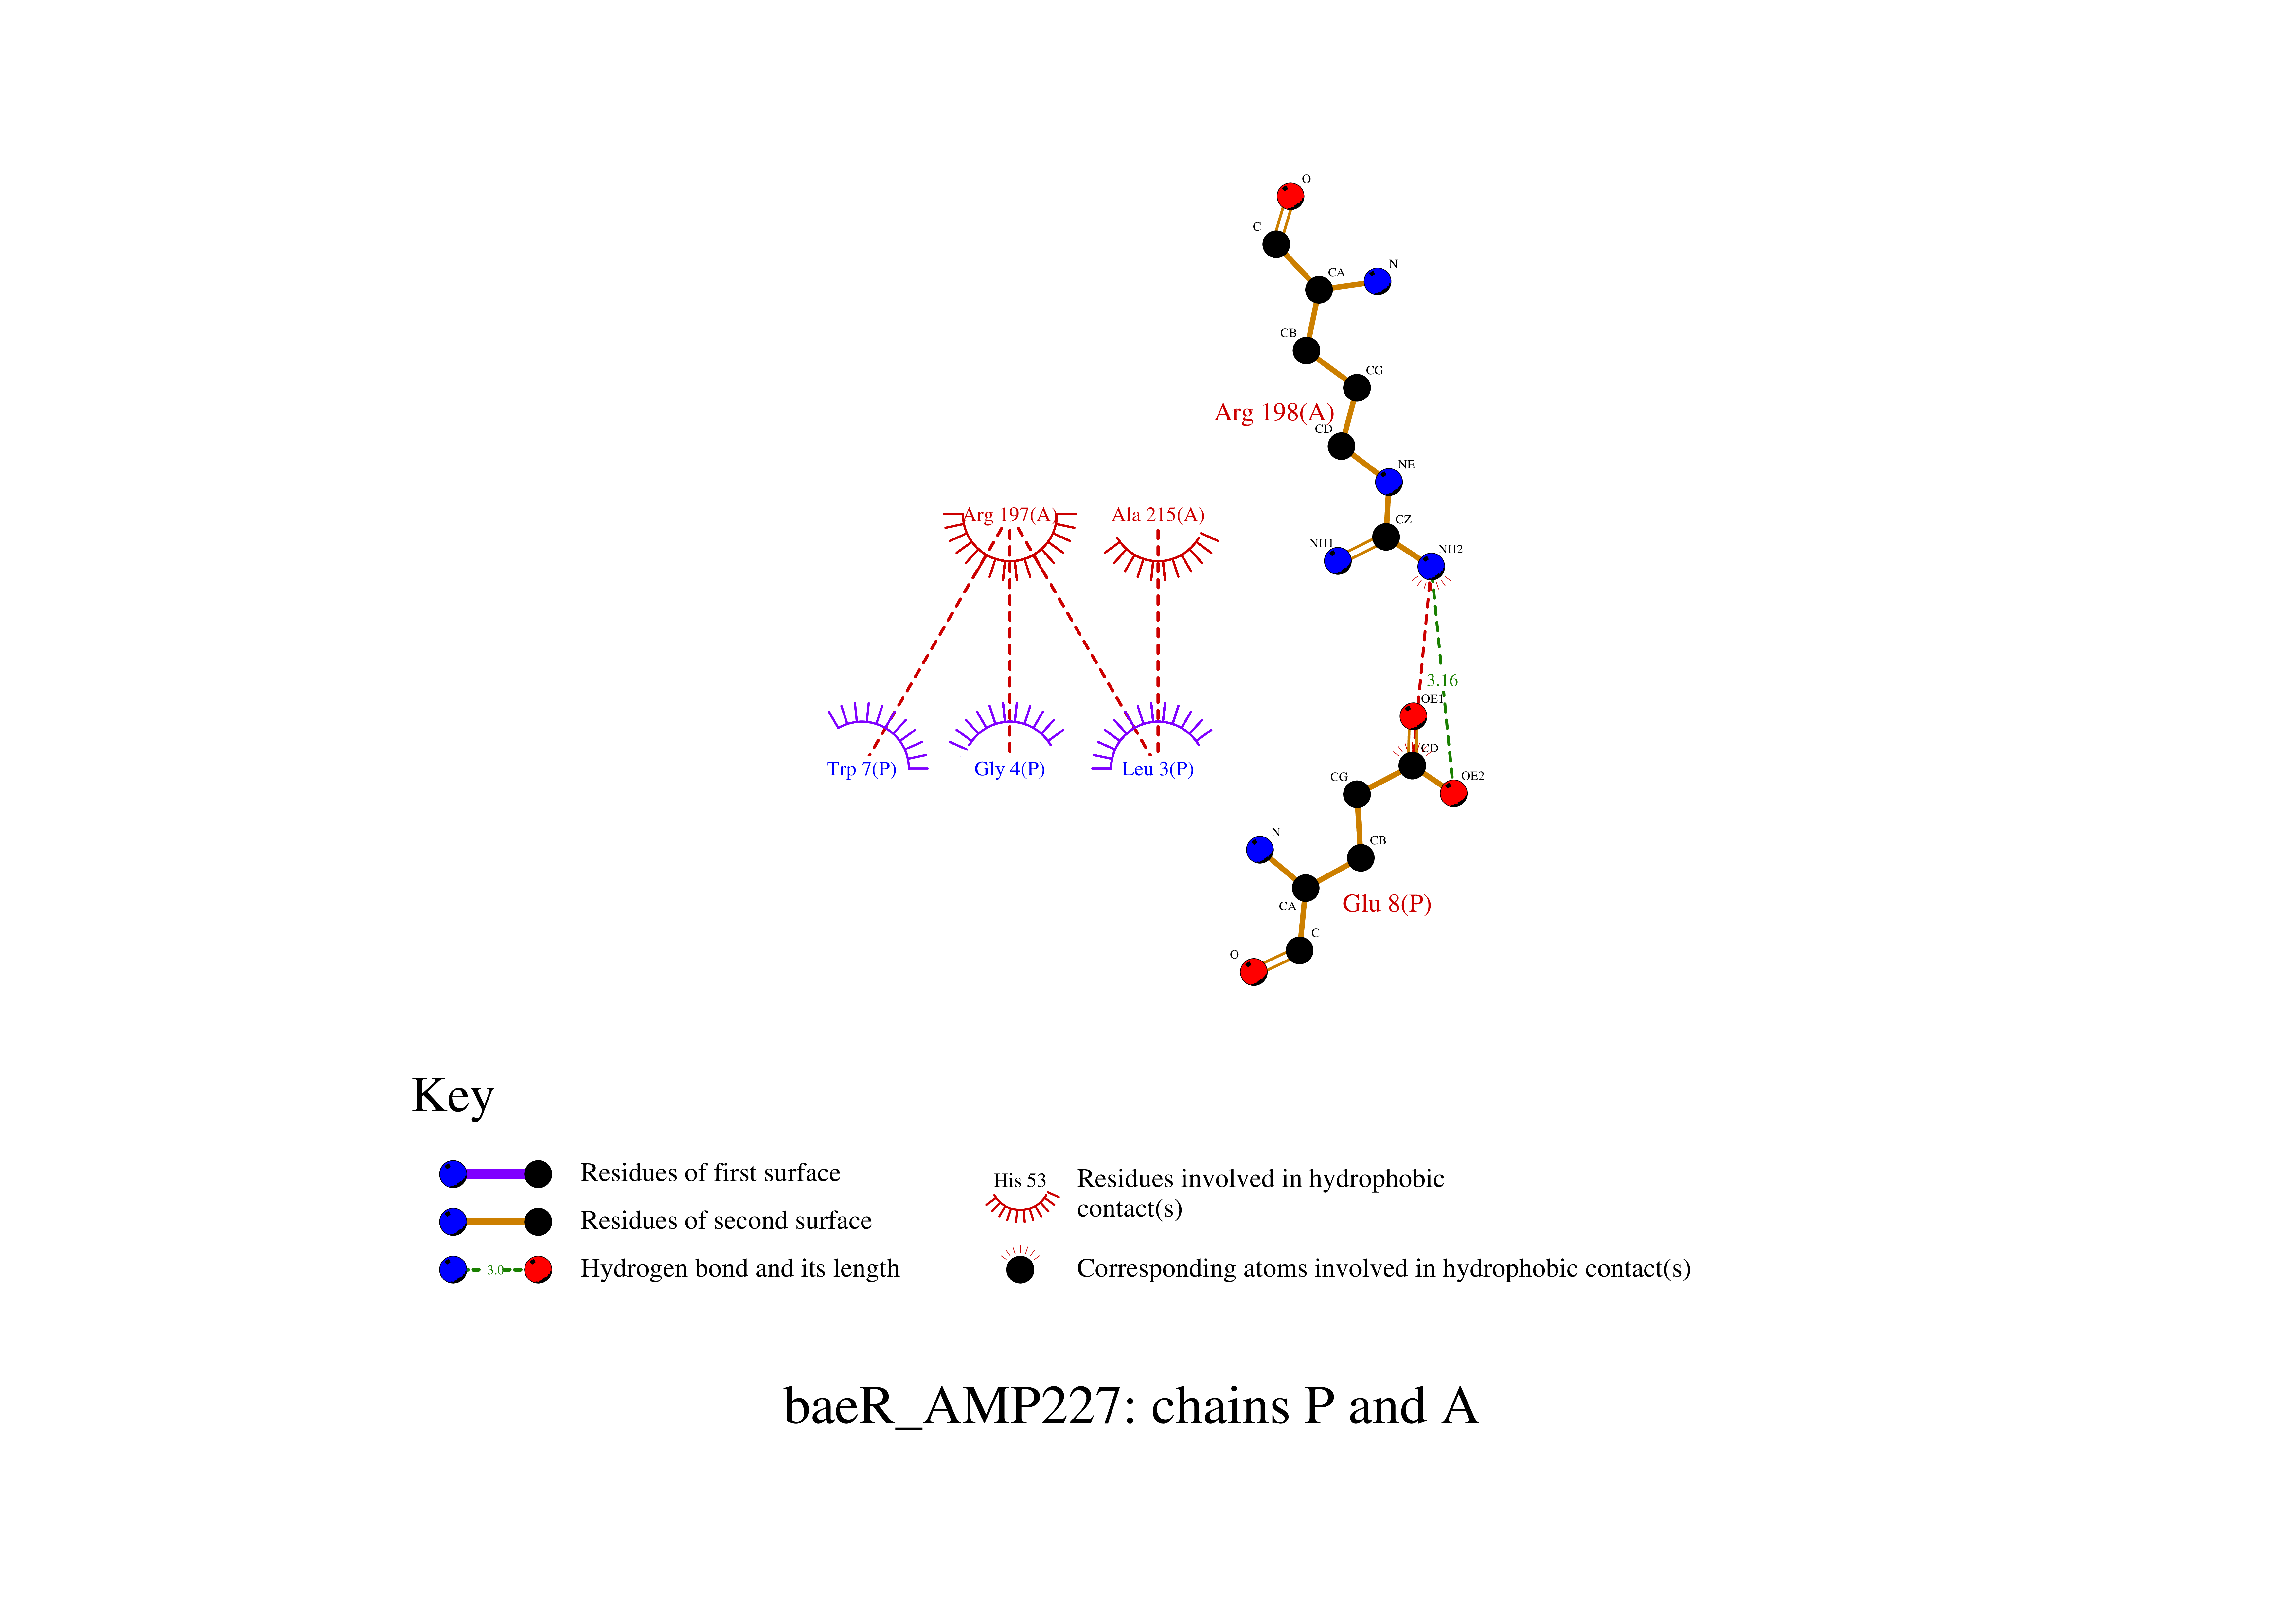 O
C
N
CA
CB
CG
Arg 198(A)
CD
NE
Arg 197(A)
Ala 215(A)
CZ
NH1
NH2
3.16
OE1
CD
Trp 7(P)
Gly 4(P)
Leu 3(P)
CG
OE2
N
CB
CA
Glu 8(P)
C
O
Key
Residues of first surface
His 53
Residues involved in hydrophobic
contact(s)
Residues of second surface
3.0
Hydrogen bond and its length
Corresponding atoms involved in hydrophobic contact(s)
baeR_AMP227: chains P and A